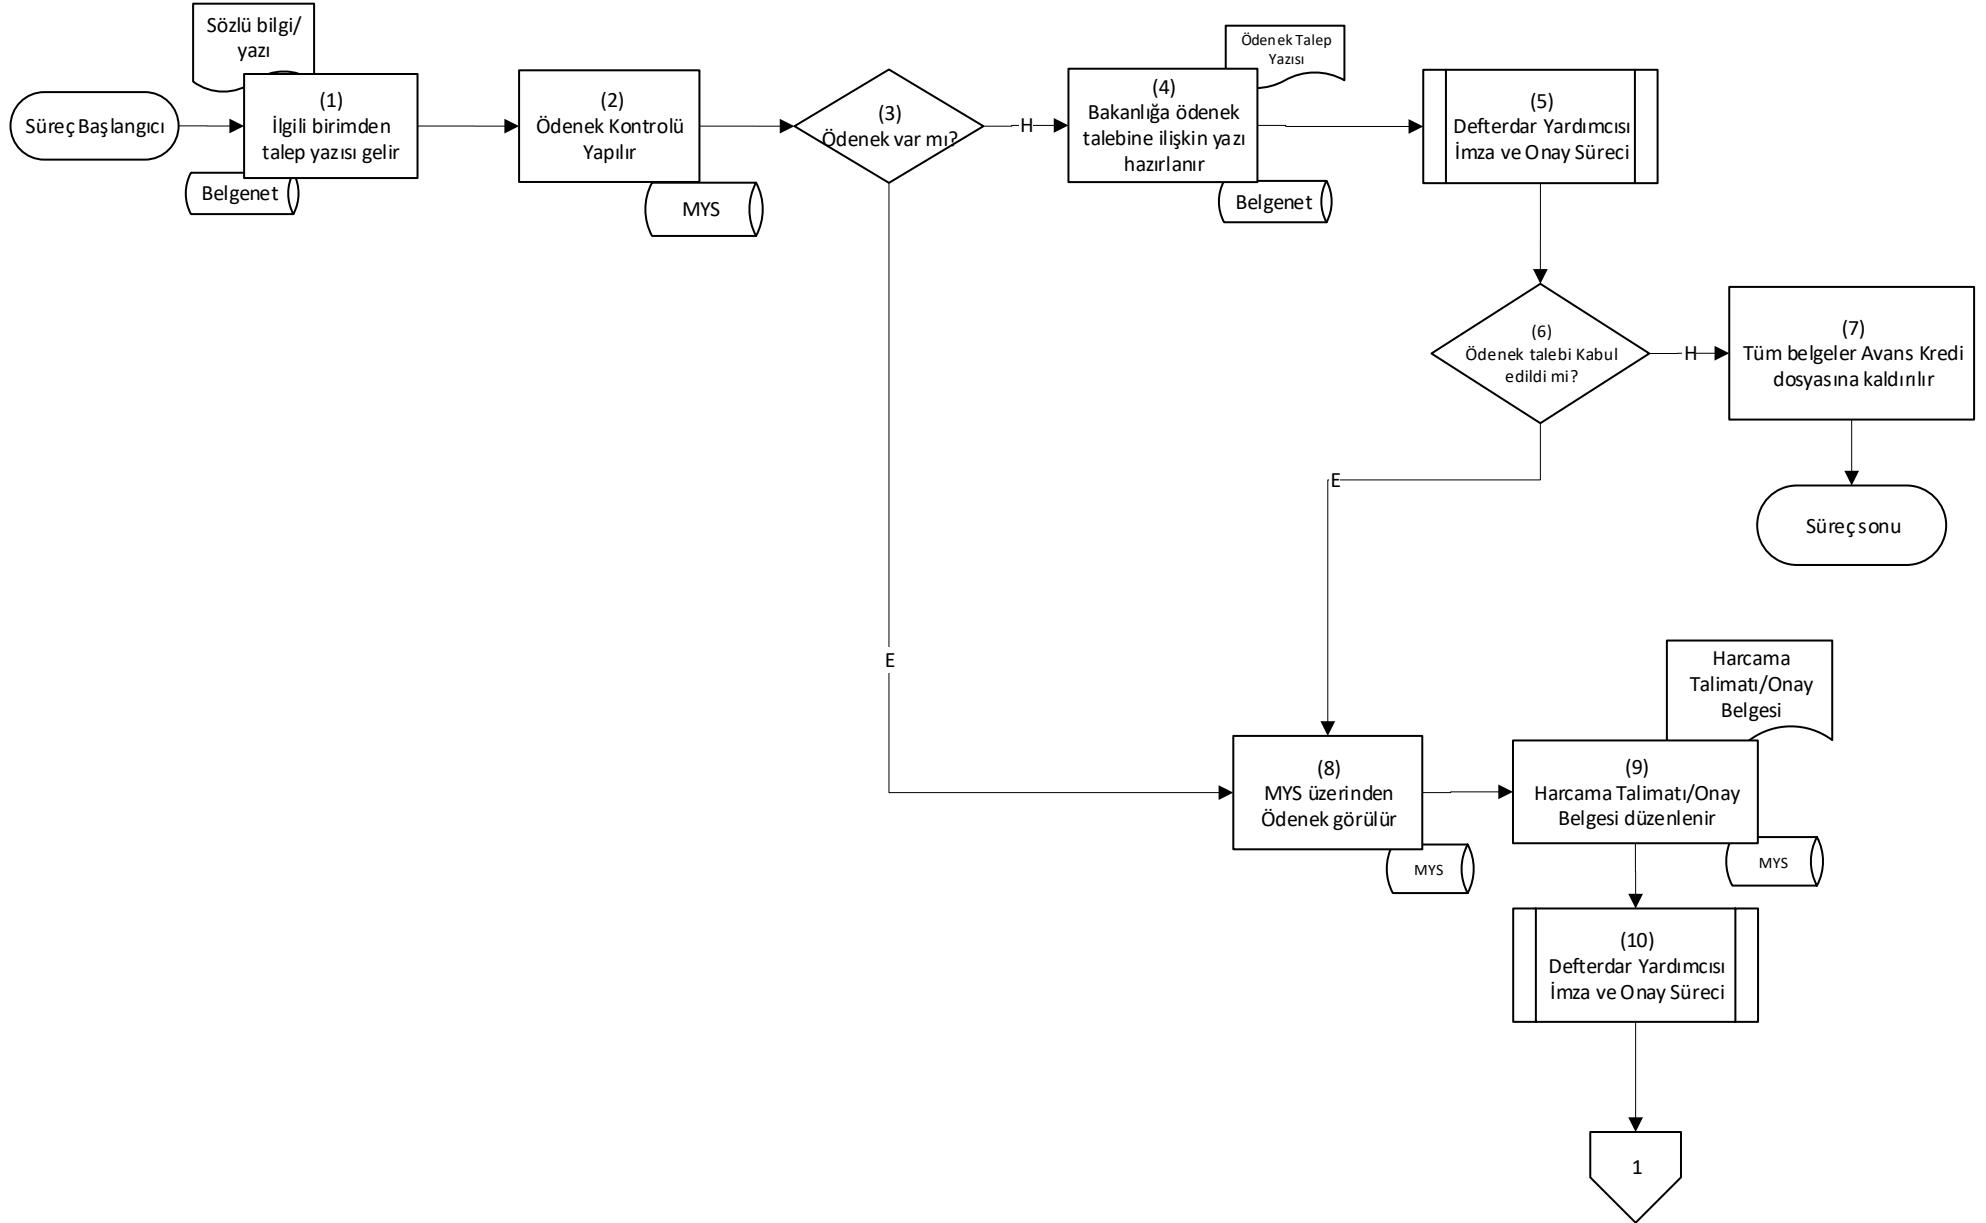 Sözlü bilgi/
yazı
Süreç Başlangıcı
(1)
İlgili birimden
talep yazısı gelir
Belgenet
(2)
Ödenek Kontrolü
Yapılır
MYS
(3)
Ödenek var mı?
H
Ödenek Talep
Yazısı
(4)
Bakanlığa ödenek
talebine ilişkin yazı
hazırlanır
Belgenet
(5)
Defterdar Yardımcısı
İmza ve Onay Süreci
(6)
Ödenek talebi Kabul
edildi mi?
H
(7)
Tüm belgeler Avans Kredi
dosyasına kaldırılır
Süreç sonu
E
E
(8)
MYS üzerinden
Ödenek görülür
MYS
Harcama
Talimatı/Onay
Belgesi
(9)
Harcama Talimatı/Onay
Belgesi düzenlenir
MYS
(10)
Defterdar Yardımcısı
İmza ve Onay Süreci
1